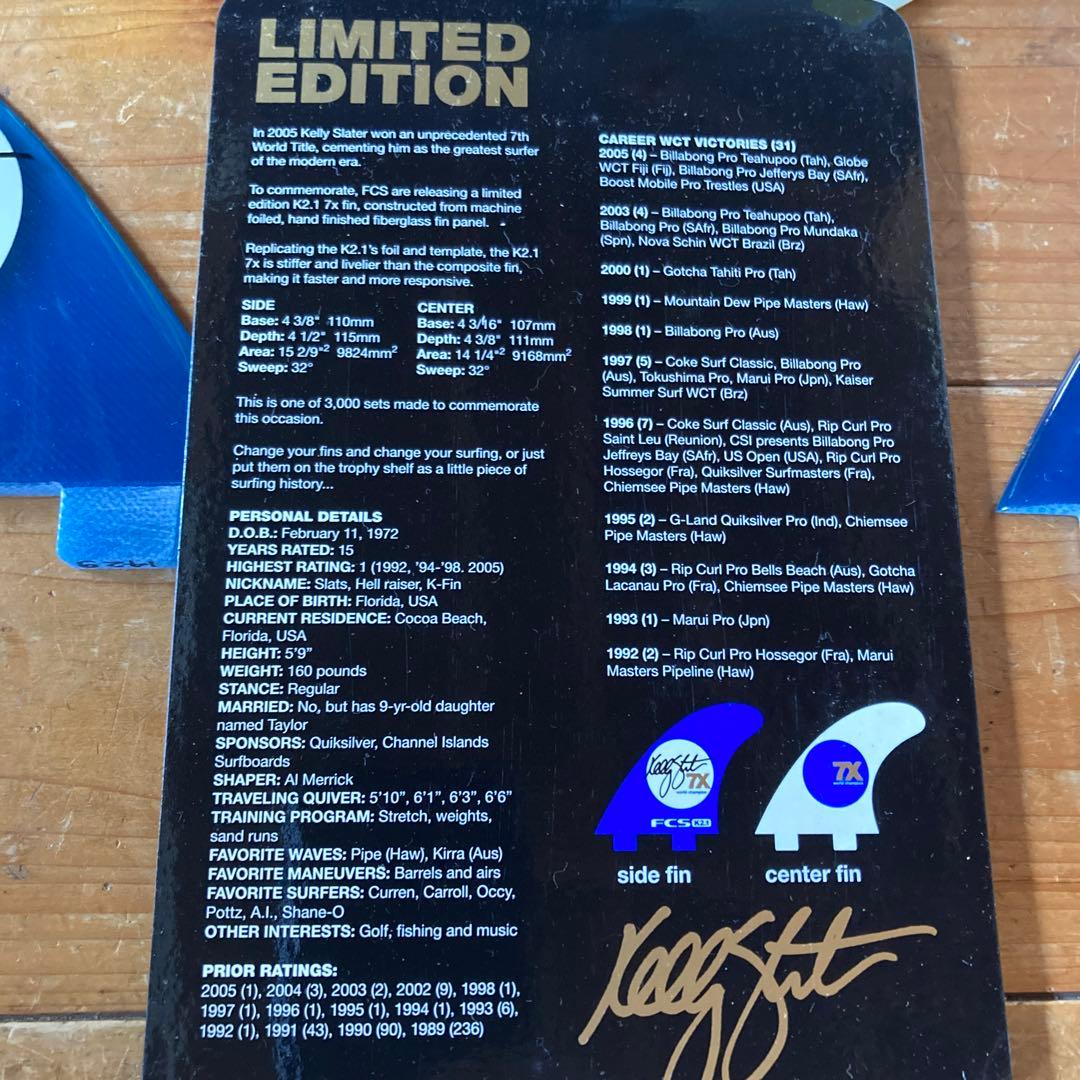 LIMITED
EDITION
In 2005 Kelly Slater won an unprecedented 7th
World Title, cementing him as the greatest surfer
of the modern era.
To commemorate, FCS are releasing a limited
edition K2.1 7x fin, constructed from machine
foiled, hand finished fiberglass fin panel.
Replicating the K2.1's foil and template, the K2.1
7x is stiffer and livelier than the composite fin,
making it faster and more responsive.
SIDE
Base: 4 3/8" 110mm
Depth: 4 1/2" 115mm
Area: 15 2/9"² 9824mm²
Sweep: 32°
CENTER
Base: 4 3/16" 107mm
Depth: 4 3/8" 111mm
Area: 14 1/4"² 9168mm²
Sweep: 32°
This is one of 3,000 sets made to commemorate
this occasion.
Change your fins and change your surfing, or just
put them on the trophy shelf as a little piece of
surfing history...
PERSONAL DETAILS
D.O.B.: February 11, 1972
YEARS RATED: 15
HIGHEST RATING: 1 (1992, '94-'98. 2005)
NICKNAME: Slats, Hell raiser, K-Fin
PLACE OF BIRTH: Florida, USA
CURRENT RESIDENCE: Cocoa Beach,
Florida, USA
HEIGHT: 5'9"
WEIGHT: 160 pounds
STANCE: Regular
MARRIED: No, but has 9-yr-old daughter
named Taylor
SPONSORS: Quiksilver, Channel Islands
Surfboards
SHAPER: Al Merrick
TRAVELING QUIVER: 5'10", 6'1", 6'3", 6'6"
TRAINING PROGRAM: Stretch, weights,
sand runs
FAVORITE WAVES: Pipe (Haw), Kirra (Aus)
FAVORITE MANEUVERS: Barrels and airs
FAVORITE SURFERS: Curren, Carroll, Occy,
Pottz, A.I., Shane-O
OTHER INTERESTS: Golf, fishing and music
PRIOR RATINGS:
2005 (1), 2004 (3), 2003 (2), 2002 (9), 1998 (1),
1997 (1), 1996 (1), 1995 (1), 1994 (1), 1993 (6),
1992 (1), 1991 (43), 1990 (90), 1989 (236)
CAREER WCT VICTORIES (31)
2005 (4) – Billabong Pro Teahupoo (Tah), Globe
WCT Fiji (Fij), Billabong Pro Jefferys Bay (SAfr),
Boost Mobile Pro Trestles (USA)
2003 (4) – Billabong Pro Teahupoo (Tah),
Billabong Pro (SAfr), Billabong Pro Mundaka
(Spn), Nova Schin WCT Brazil (Brz)
2000 (1) – Gotcha Tahiti Pro (Tah)
1999 (1) – Mountain Dew Pipe Masters (Haw)
1998 (1) – Billabong Pro (Aus)
1997 (5) – Coke Surf Classic, Billabong Pro
(Aus), Tokushima Pro, Marui Pro (Jpn), Kaiser
Summer Surf WCT (Brz)
1996 (7) – Coke Surf Classic (Aus), Rip Curl Pro
Saint Leu (Reunion), CSI presents Billabong Pro
Jeffreys Bay (SAfr), US Open (USA), Rip Curl Pro
Hossegor (Fra), Quiksilver Surfmasters (Fra),
Chiemsee Pipe Masters (Haw)
1995 (2) – G-Land Quiksilver Pro (Ind), Chiemsee
Pipe Masters (Haw)
1994 (3) – Rip Curl Pro Bells Beach (Aus), Gotcha
Lacanau Pro (Fra), Chiemsee Pipe Masters (Haw)
1993 (1) – Marui Pro (Jpn)
1992 (2) – Rip Curl Pro Hossegor (Fra), Marui
Masters Pipeline (Haw)
7X
world champion
FCS K2.1
side fin
7X
world champion
center fin